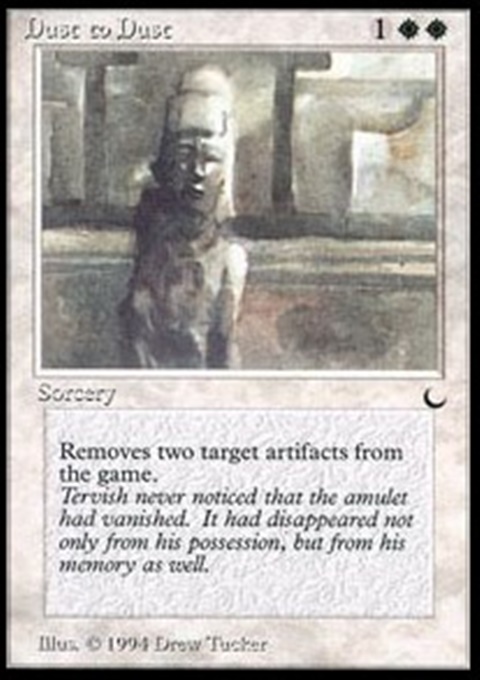 Dust to Dust 1
Sorcery
Removes two target artifacts from
the game.
Tervish never noticed that the amulet
had vanished. It had disappeared not
only from his possession, but from his
memory as well.
Illus. © 1994 Drew Tucker